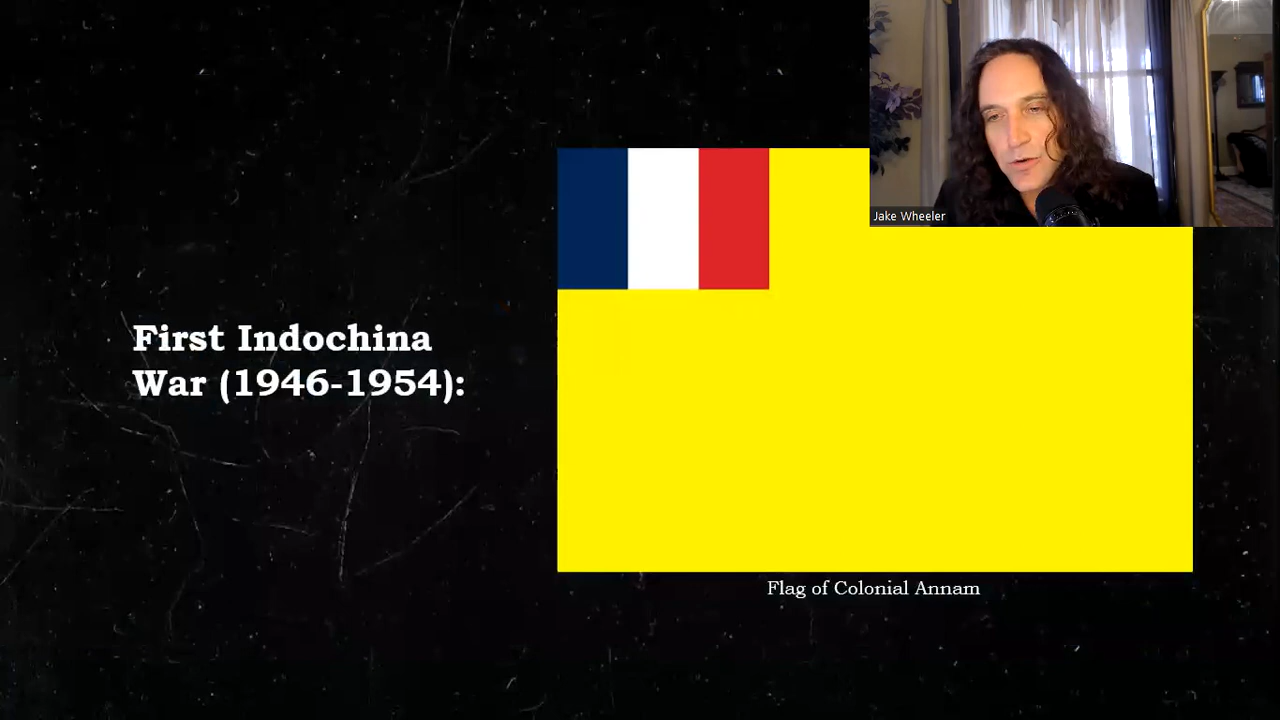 Jake Wheeler
First Indochina
War (1946-1954):
Flag of Colonial Annam